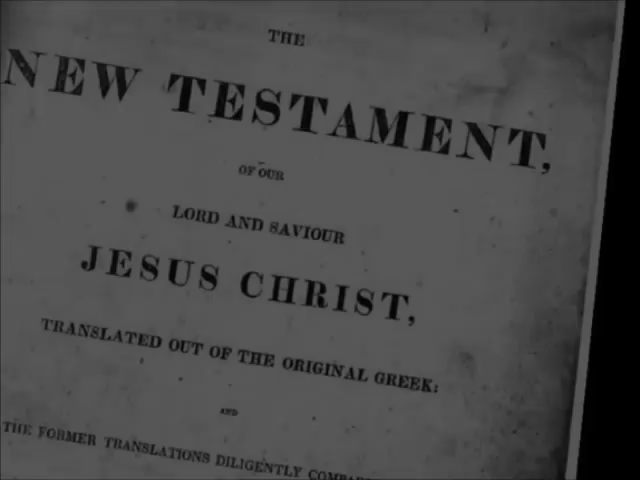 THE
NEW TESTAMENT,
OF OUR
LORD AND SAVIOUR
JESUS CHRIST,
TRANSLATED OUT OF THE ORIGINAL GREEK:
AND
THE FORMER TRANSLATIONS DILIGENTLY